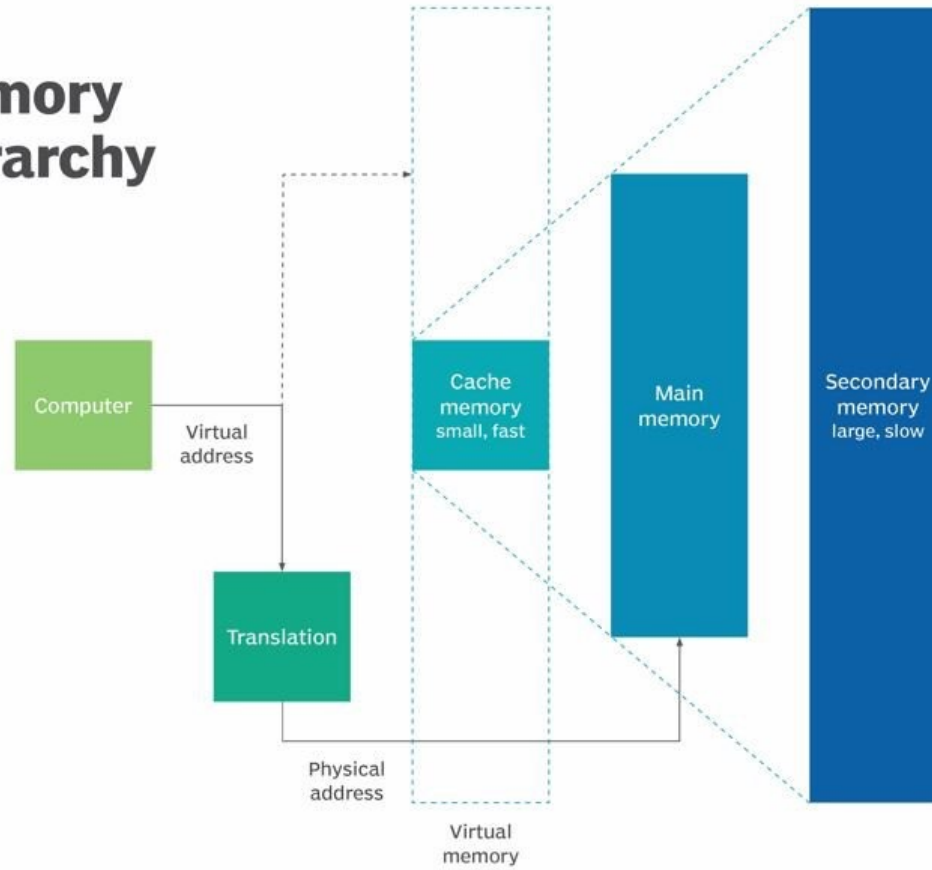 mory
rarchy
Computer
Virtual
address
Translation
Physical
address
Cache
memory
small, fast
Virtual
memory
Main
memory
Secondary
memory
large, slow